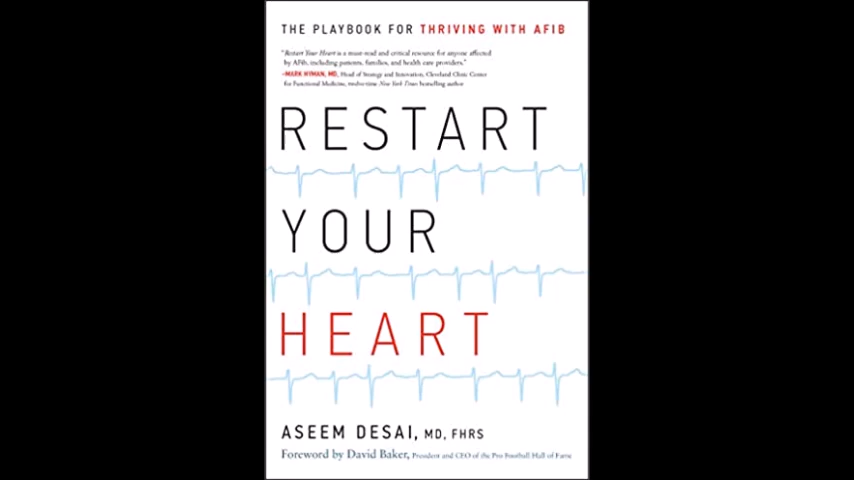 THE PLAYBOOK FOR THRIVING WITH AFIB
"Restart Your Heart is a must-read and critical resource for anyone affected
by AFib, including patients, families, and health care providers."
—MARK HYMAN, MD, Head of Strategy and Innovation, Cleveland Clinic Center
for Functional Medicine, twelve-time New York Times bestselling author
RESTART
YOUR
HEART
ASEEM DESAI, MD, FHRS
Foreword by David Baker, President and CEO of the Pro Football Hall of Fame